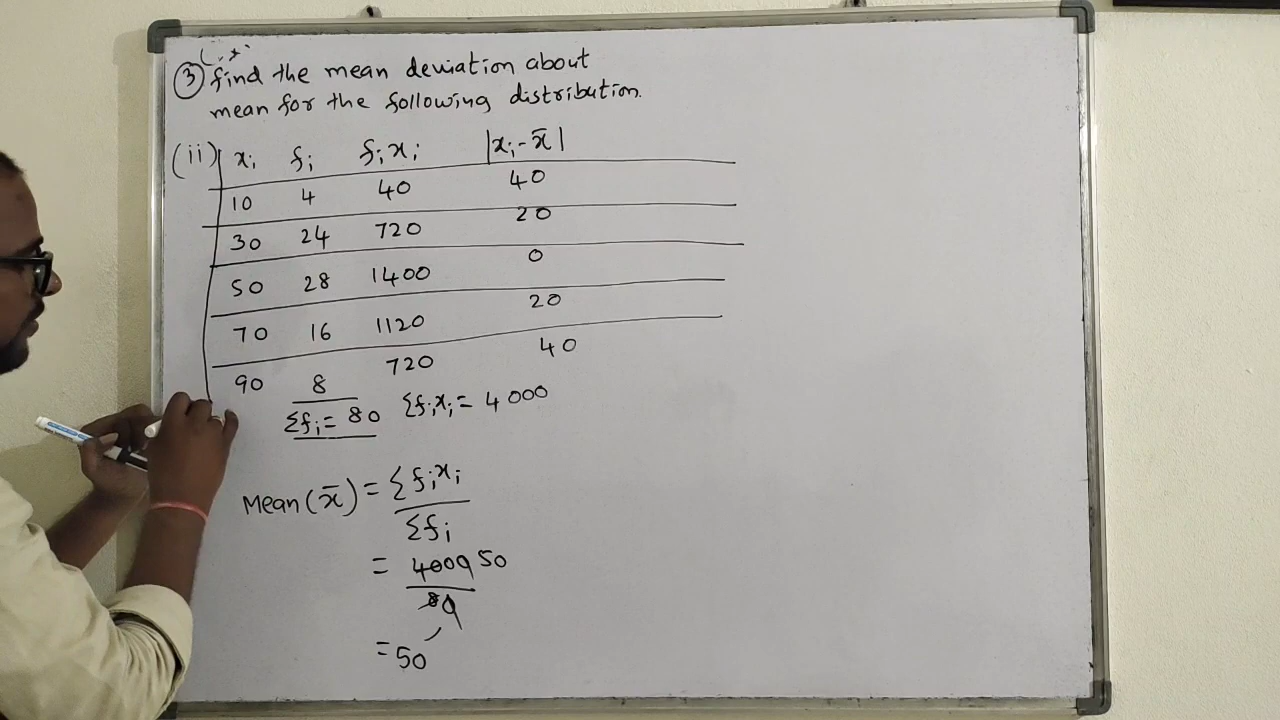 ③ find the mean deviation about
mean for the following distribution.
(ii) xᵢ fᵢ fᵢxᵢ |xᵢ-x̄|
10 4 40 40
30 24 720 20
50 28 1400 0
70 16 1120 20
90 8 720 40
Σfᵢ = 80 Σfᵢxᵢ = 4000
Mean(x̄) = Σfᵢxᵢ
Σfᵢ
= 4000 50
80
= 50